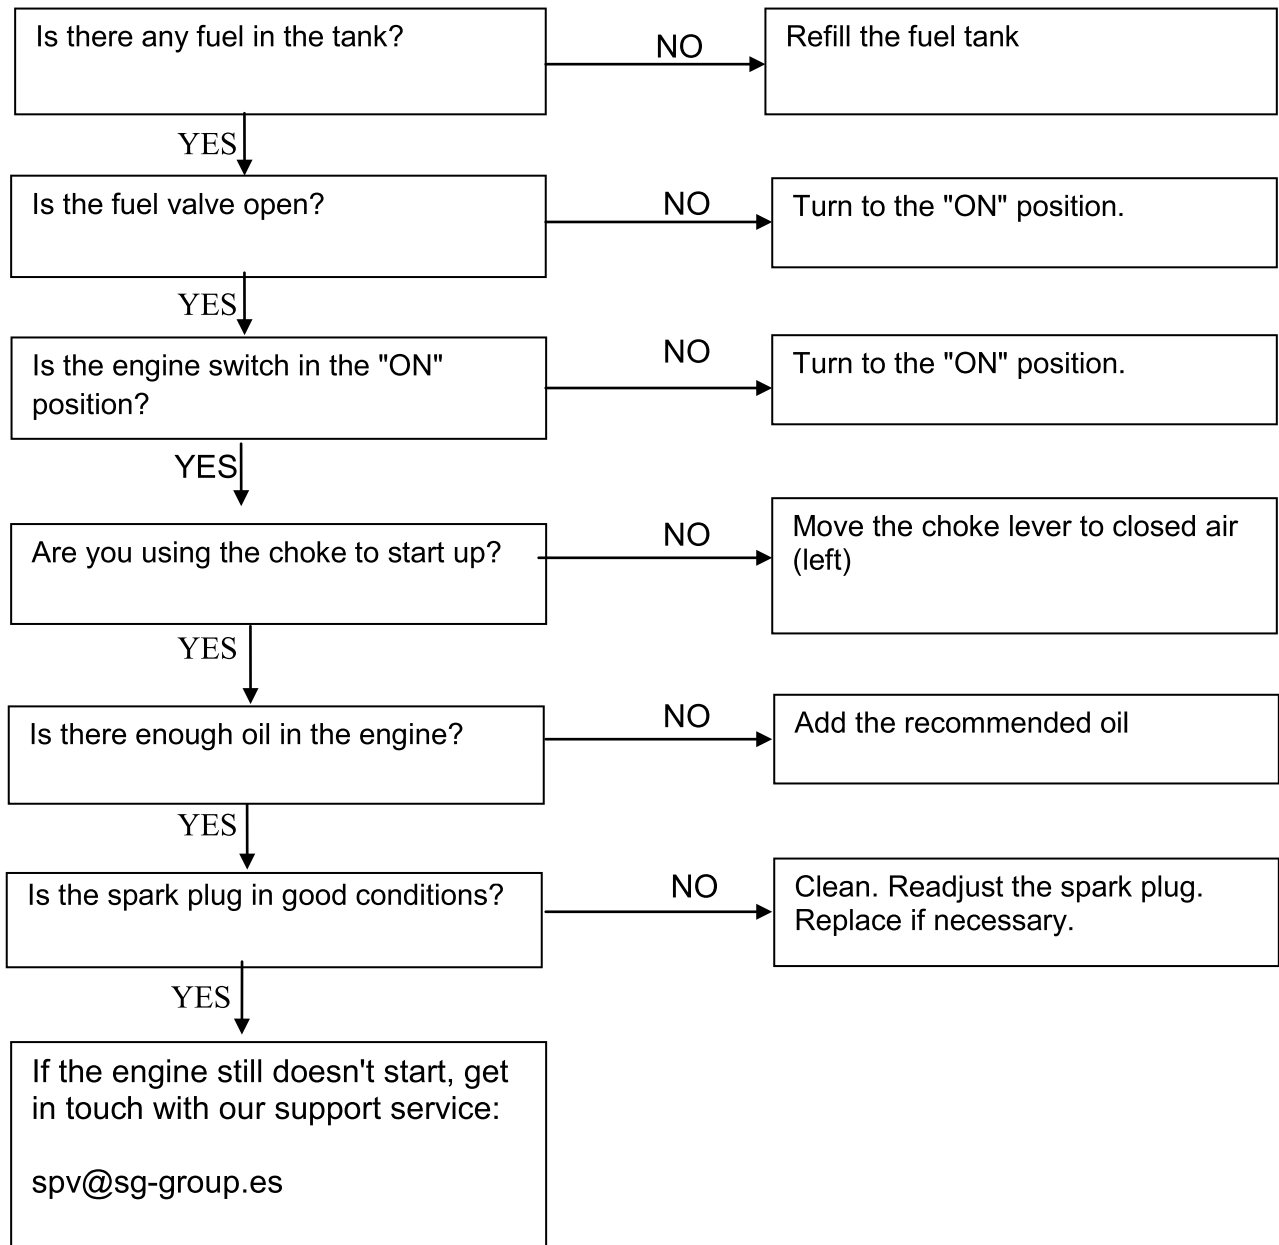 Is there any fuel in the tank?
NO
Refill the fuel tank
YES
Is the fuel valve open?
NO
Turn to the "ON" position.
YES
Is the engine switch in the "ON"
position?
NO
Turn to the "ON" position.
YES
Are you using the choke to start up?
NO
Move the choke lever to closed air
(left)
YES
Is there enough oil in the engine?
NO
Add the recommended oil
YES
Is the spark plug in good conditions?
NO
Clean. Readjust the spark plug.
Replace if necessary.
YES
If the engine still doesn't start, get
in touch with our support service:
spv@sg-group.es